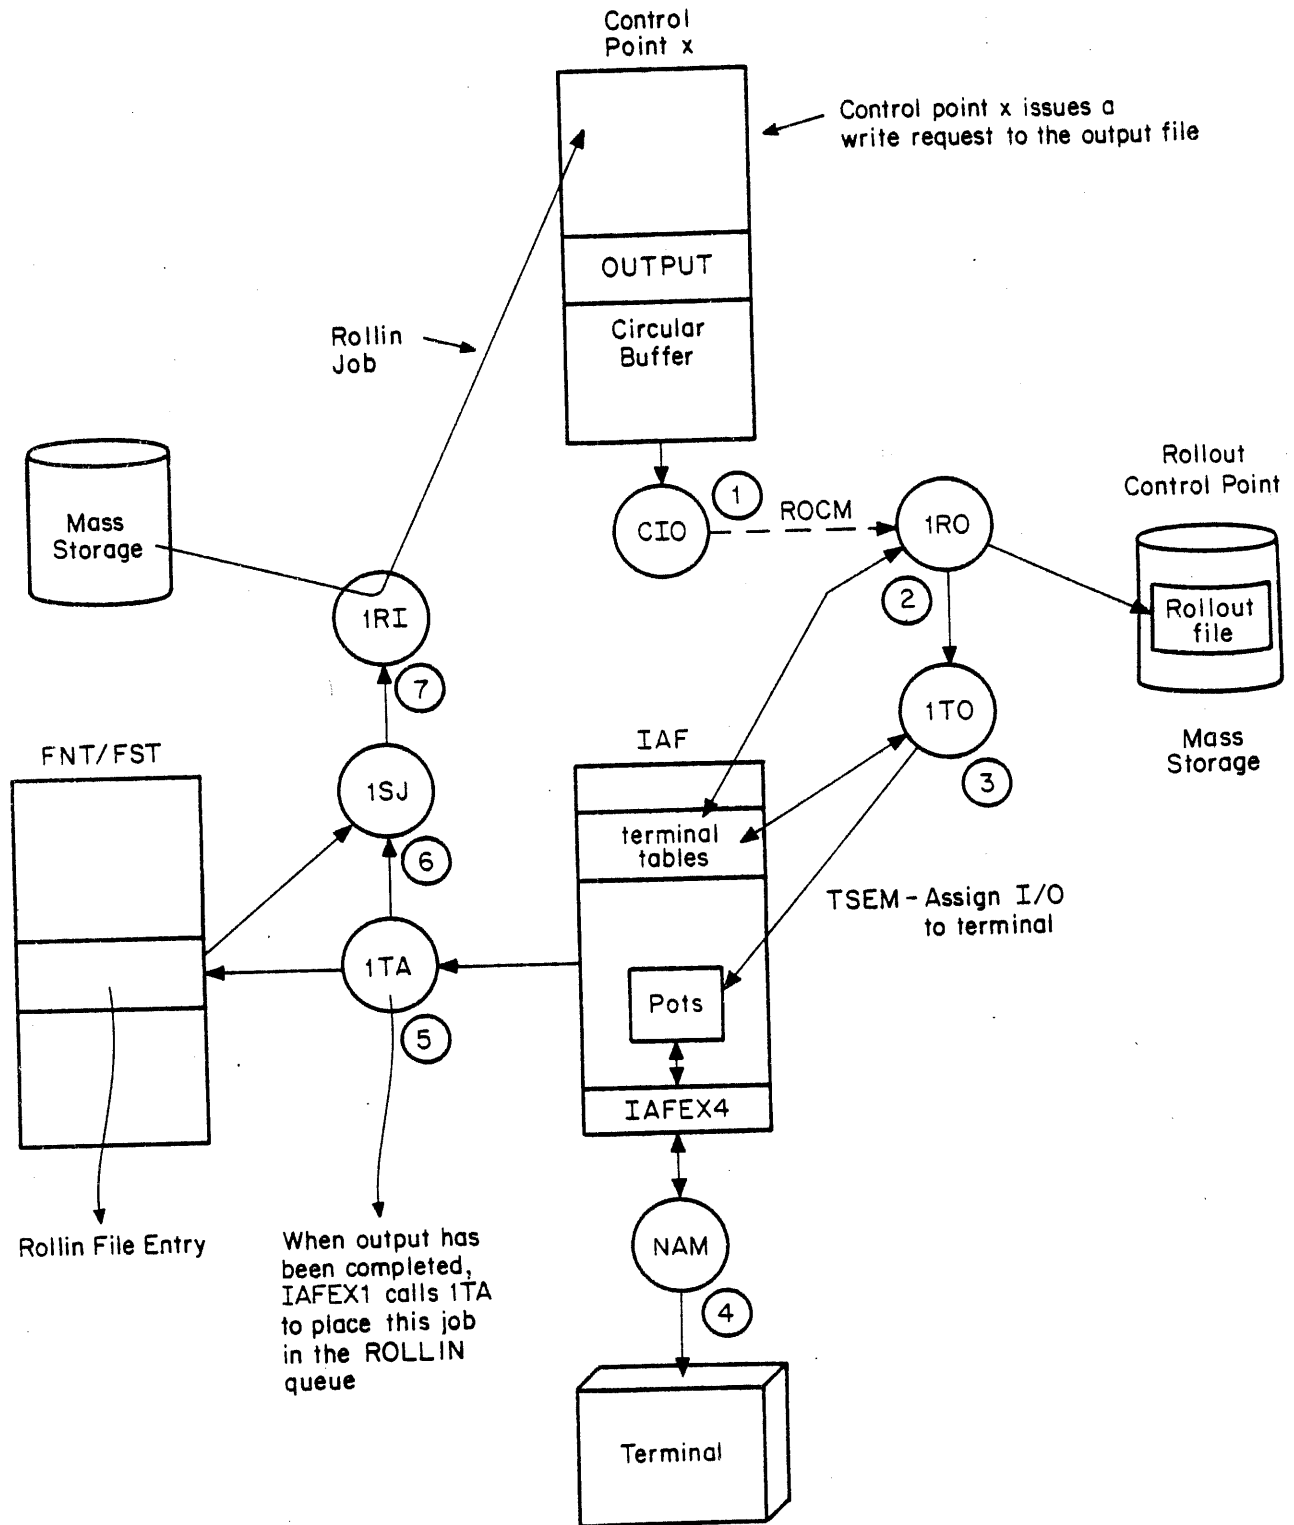 Control
Point x
Control point x issues a
write request to the output file
OUTPUT
Circular
Buffer
Rollin
Job
Mass
Storage
CIO
1
ROCM
1RO
2
Rollout
Control Point
Rollout
file
Mass
Storage
1RI
7
1TO
3
FNT/FST
1SJ
6
IAF
terminal
tables
TSEM - Assign I/O
to terminal
1TA
5
Pots
IAFEX4
Rollin File Entry
When output has
been completed,
IAFEX1 calls 1TA
to place this job
in the ROLLIN
queue
NAM
4
Terminal